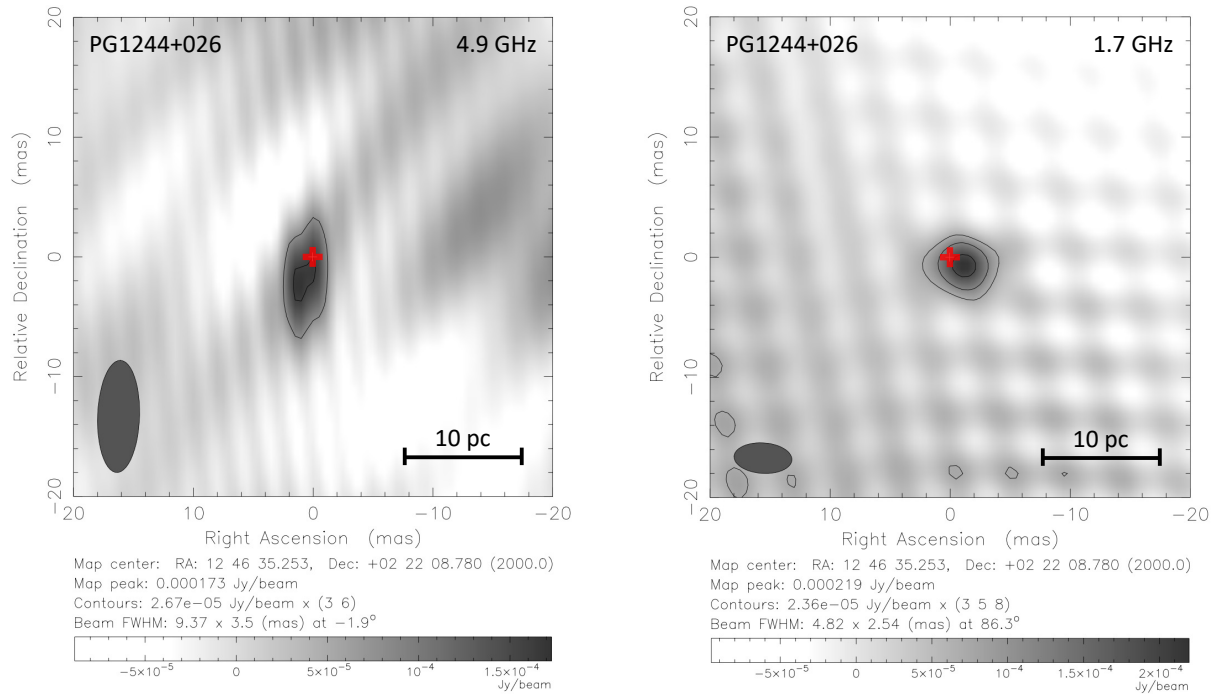 PG1244+026 4.9 GHz
20
10
0
-10
-20
Relative Declination (mas)
10 pc
20 10 0 -10 -20
Right Ascension (mas)
Map center: RA: 12 46 35.253, Dec: +02 22 08.780 (2000.0)
Map peak: 0.000173 Jy/beam
Contours: 2.67e-05 Jy/beam x (3 6)
Beam FWHM: 9.37 x 3.5 (mas) at -1.9°
-5×10⁻⁵ 0 5×10⁻⁵ 10⁻⁴ 1.5×10⁻⁴
Jy/beam
PG1244+026 1.7 GHz
20
10
0
-10
-20
Relative Declination (mas)
10 pc
20 10 0 -10 -20
Right Ascension (mas)
Map center: RA: 12 46 35.253, Dec: +02 22 08.780 (2000.0)
Map peak: 0.000219 Jy/beam
Contours: 2.36e-05 Jy/beam x (3 5 8)
Beam FWHM: 4.82 x 2.54 (mas) at 86.3°
-5×10⁻⁵ 0 5×10⁻⁵ 10⁻⁴ 1.5×10⁻⁴ 2×10⁻⁴
Jy/beam